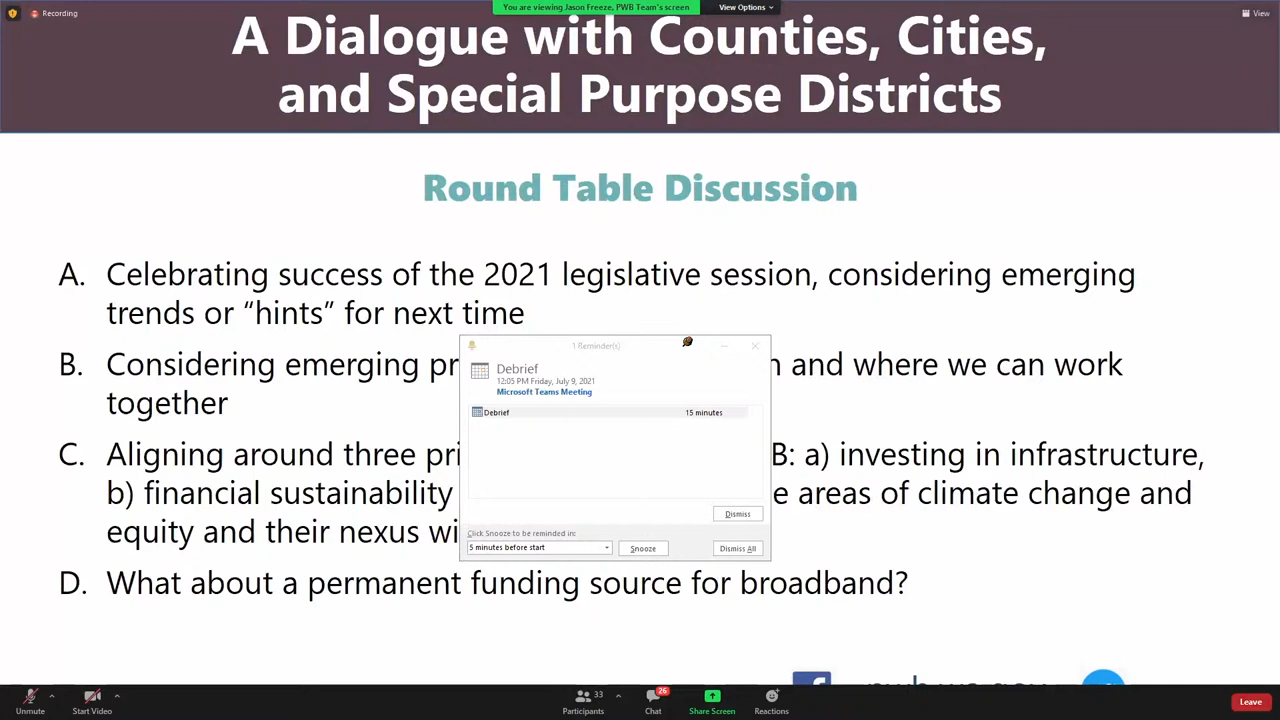 Recording
You are viewing Jason Freeze, PWB Team's screen
View Options
View
A Dialogue with Counties, Cities,
and Special Purpose Districts
Round Table Discussion
A. Celebrating success of the 2021 legislative session, considering emerging
trends or “hints” for next time
B. Considering emerging
and where we can work
together
C. Aligning around three
B: a) investing in infrastructure,
b) financial sustainability
areas of climate change and
equity and their nexus
D. What about a permanent funding source for broadband?
1 Reminder(s)
Debrief
12:05 PM Friday, July 9, 2021
Microsoft Teams Meeting
Debrief 15 minutes
Dismiss
Click Snooze to be reminded in:
5 minutes before start
Snooze
Dismiss All
Unmute
Start Video
33
Participants
26
Chat
Share Screen
Reactions
Leave